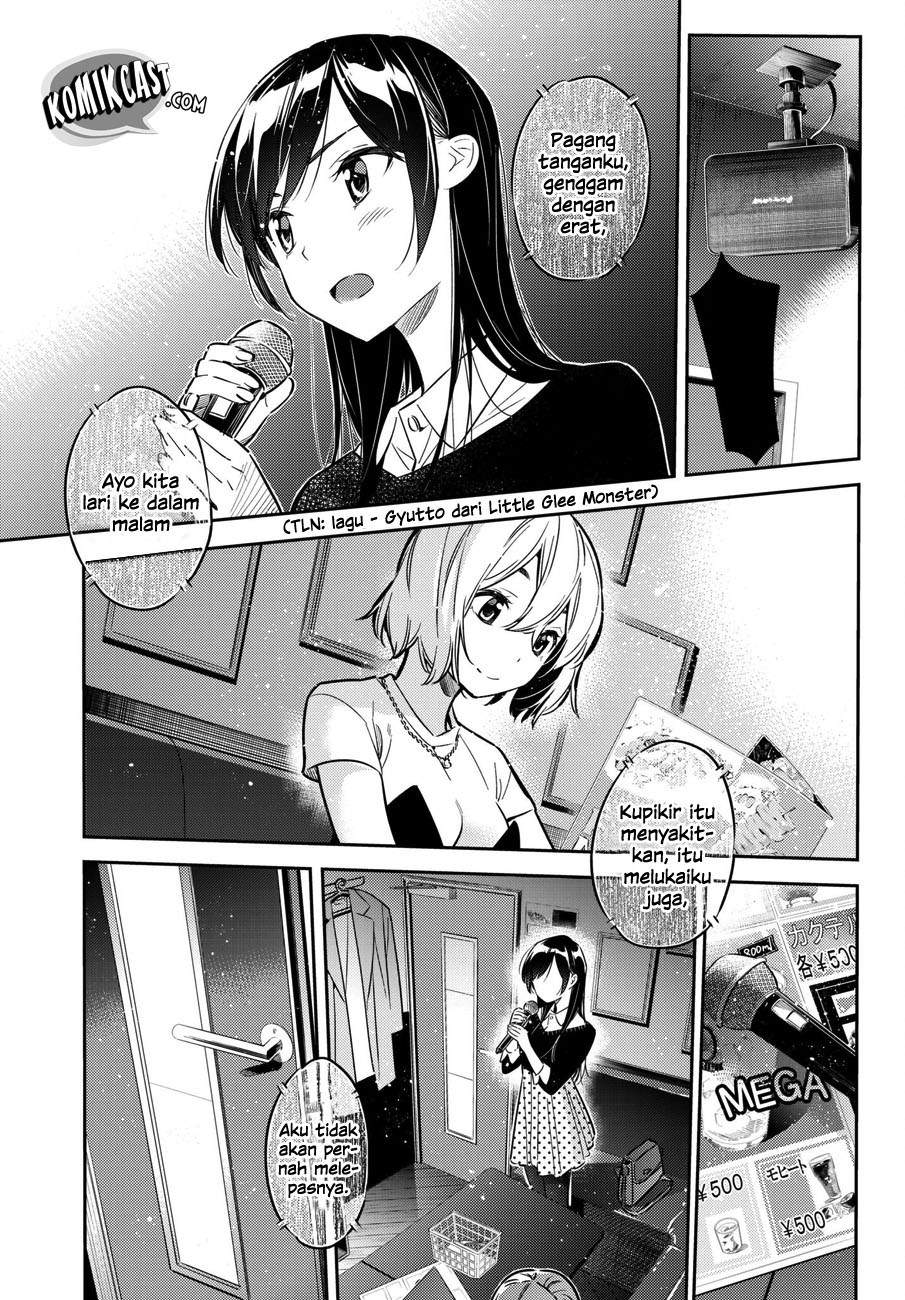 KOMIKCAST
.COM
Pagang
tanganku,
genggam
dengan
erat,
Ayo kita
lari ke dalam
malam
(TLN: lagu - Gyutto dari Little Glee Monster)
Kupikir itu
menyakit-
kan, itu
melukaiku
juga,
カクテル
各¥500
800ml
MEGA
¥500
モヒート
¥500
Aku tidak
akan per-
nah mele-
pasnya.